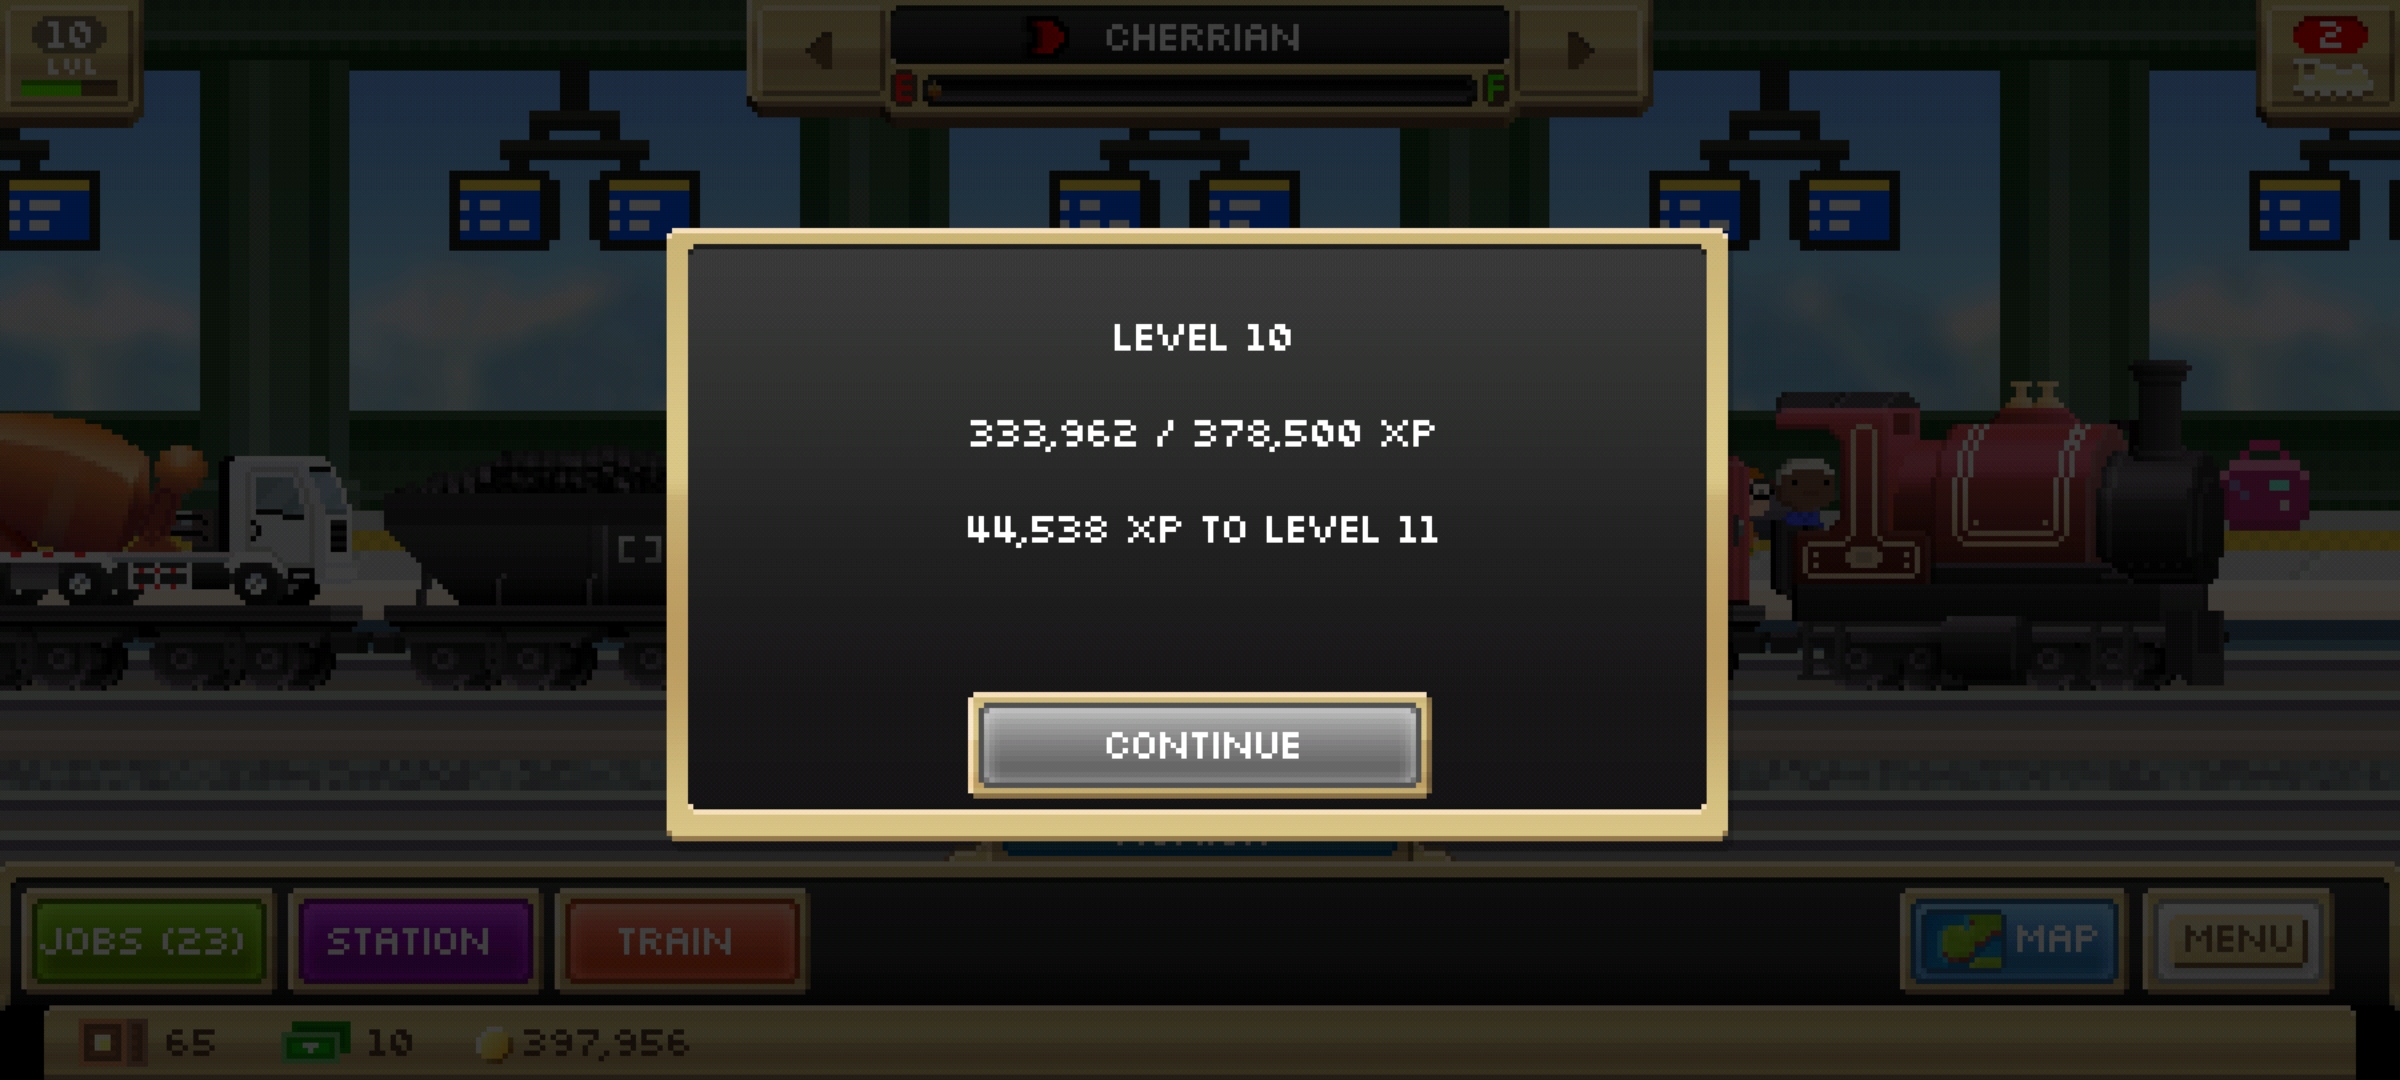 10
LVL
CHERRIAN
E
F
2
LEVEL 10
333,962 / 378,500 XP
44,538 XP TO LEVEL 11
CONTINUE
JOBS (23)
STATION
TRAIN
MAP
MENU
65
10
397,956